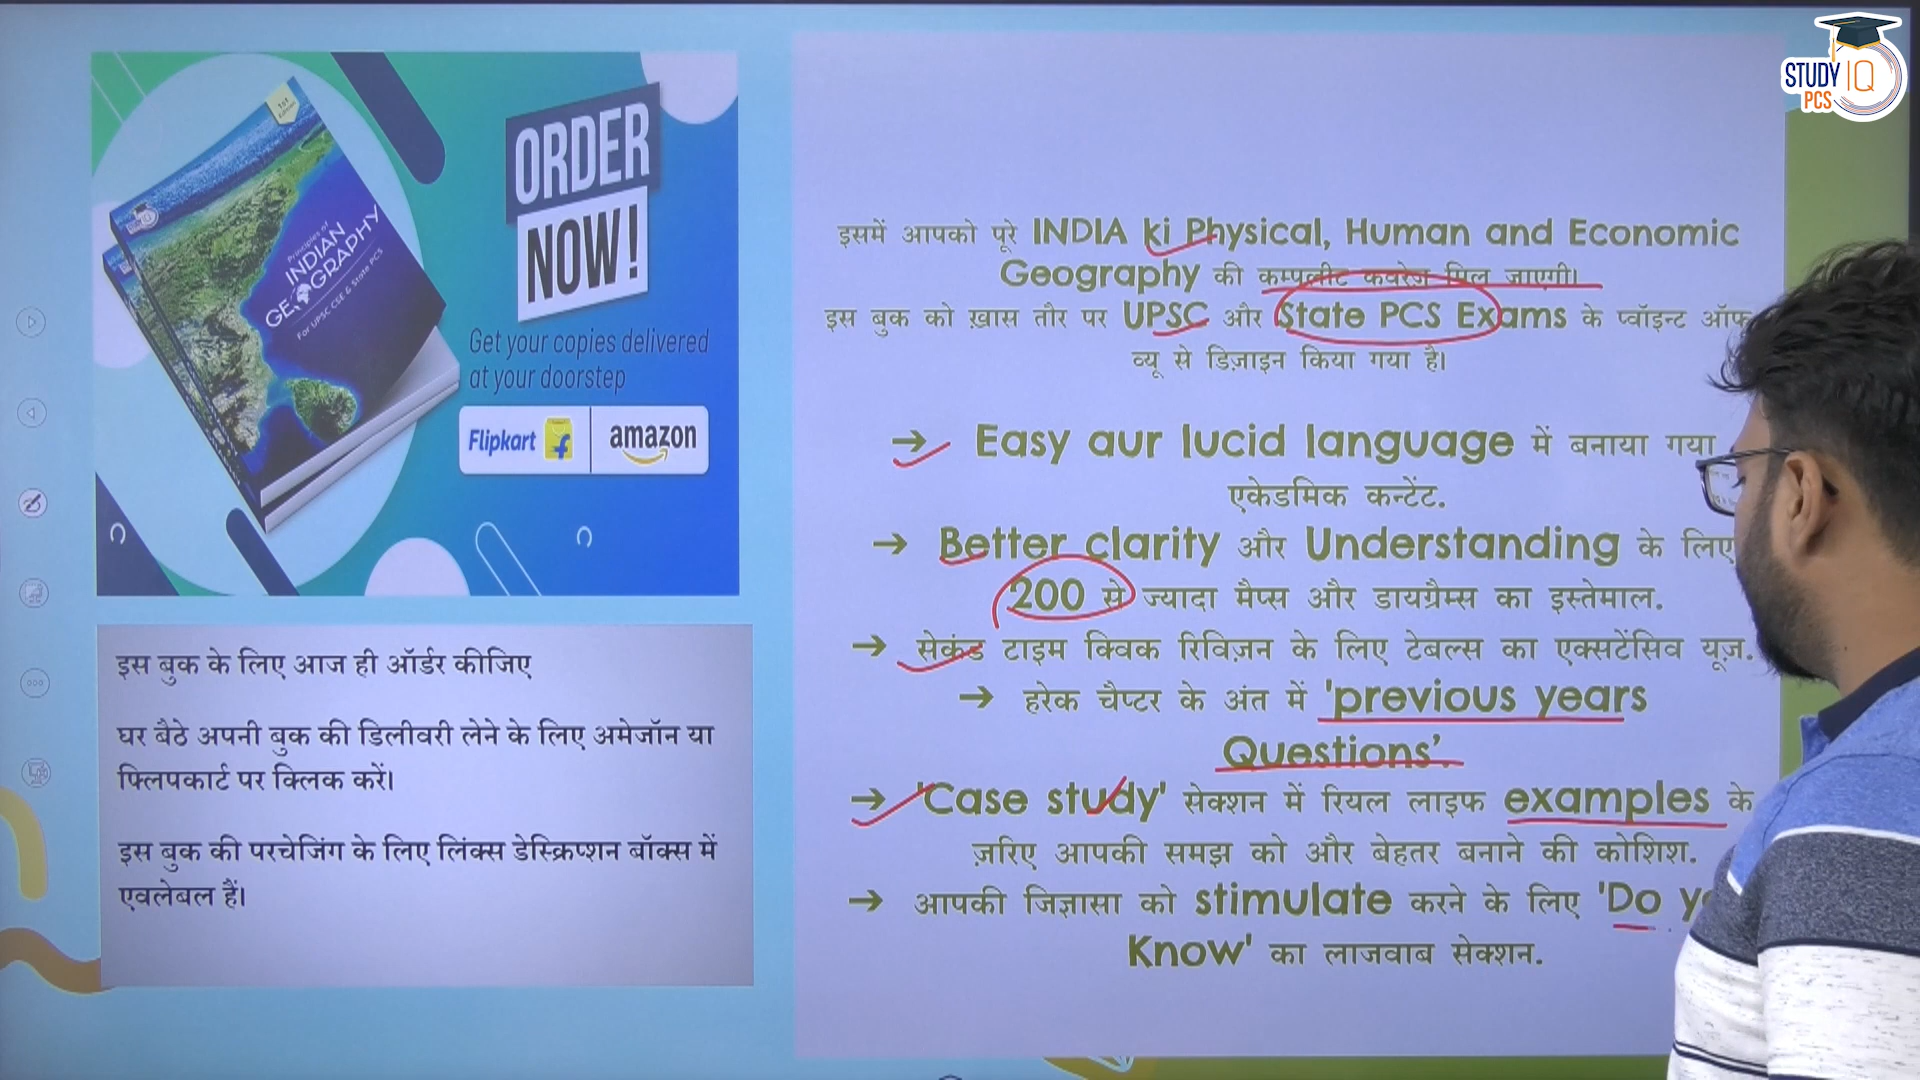 STUDY IQ
PCS
1st
Edition
Principles of
INDIAN
GEOGRAPHY
For UPSC CSE & State PCS
ORDER
NOW!
Get your copies delivered
at your doorstep
Flipkart
amazon
इस बुक के लिए आज ही ऑर्डर कीजिए
घर बैठे अपनी बुक की डिलीवरी लेने के लिए अमेजॉन या
फ्लिपकार्ट पर क्लिक करें।
इस बुक की परचेजिंग के लिए लिंक्स डेस्क्रिप्शन बॉक्स में
एवलेबल हैं।
इसमें आपको पूरे INDIA ki Physical, Human and Economic
Geography की कम्पलीट कवरेज़ मिल जाएगी।
इस बुक को ख़ास तौर पर UPSC और State PCS Exams के प्वॉइन्ट ऑफ
व्यू से डिज़ाइन किया गया है।
→ Easy aur lucid language में बनाया गया
एकेडमिक कन्टेंट.
→ Better clarity और Understanding के लिए
200 से ज्यादा मैप्स और डायग्रैम्स का इस्तेमाल.
→ सेकंड टाइम क्विक रिविज़न के लिए टेबल्स का एक्सटेंसिव यूज़.
→ हरेक चैप्टर के अंत में 'previous years
Questions’.
→ 'Case study' सेक्शन में रियल लाइफ examples के
ज़रिए आपकी समझ को और बेहतर बनाने की कोशिश.
→ आपकी जिज्ञासा को stimulate करने के लिए 'Do
Know' का लाजवाब सेक्शन.